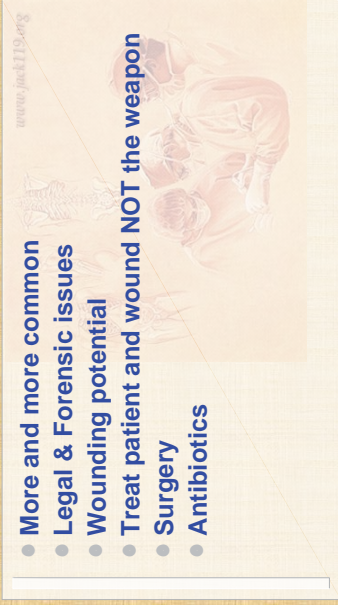 www.jack119.org
More and more common
Legal & Forensic issues
Wounding potential
Treat patient and wound NOT the weapon
Surgery
Antibiotics